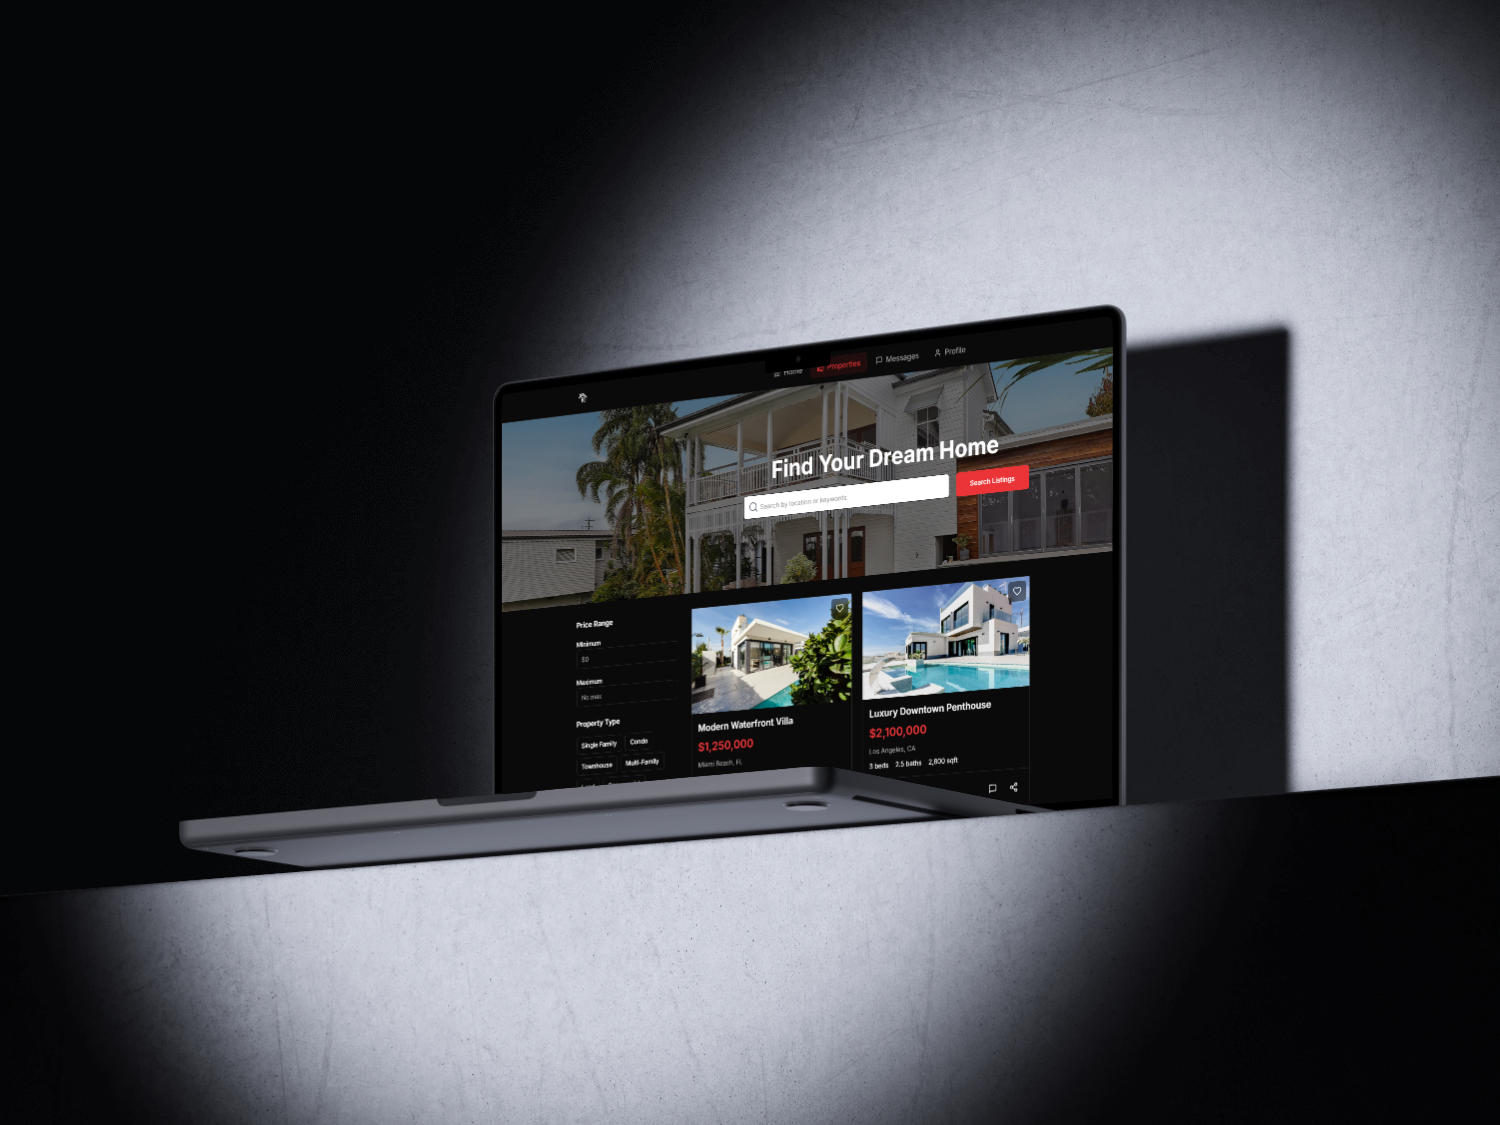 Home
Properties
Messages
Profile
Find Your Dream Home
Search by location or keywords
Search Listings
Price Range
Minimum
$0
Maximum
No max
Property Type
Single Family
Condo
Townhouse
Multi-Family
Modern Waterfront Villa
$1,250,000
Miami Beach, FL
Luxury Downtown Penthouse
$2,100,000
Los Angeles, CA
3 beds 2.5 baths 2,800 sqft